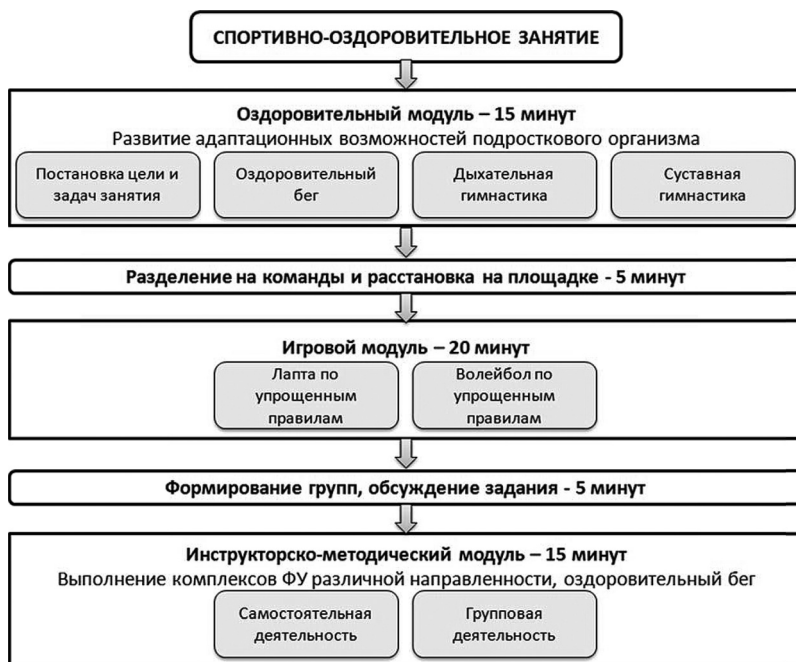 СПОРТИВНО-ОЗДОРОВИТЕЛЬНОЕ ЗАНЯТИЕ
Оздоровительный модуль – 15 минут
Развитие адаптационных возможностей подросткового организма
Постановка цели и
задач занятия
Оздоровительный
бег
Дыхательная
гимнастика
Суставная
гимнастика
Разделение на команды и расстановка на площадке - 5 минут
Игровой модуль – 20 минут
Лапта по
упрощенным
правилам
Волейбол по
упрощенным
правилам
Формирование групп, обсуждение задания - 5 минут
Инструкторско-методический модуль – 15 минут
Выполнение комплексов ФУ различной направленности, оздоровительный бег
Самостоятельная
деятельность
Групповая
деятельность